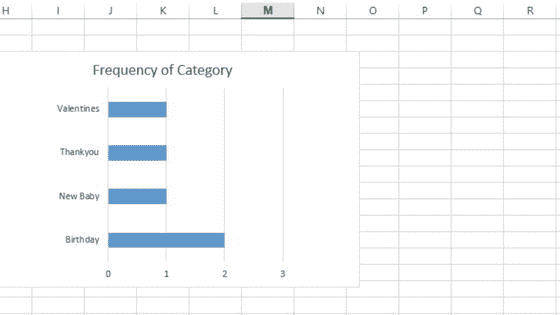 H I J K L M N O P Q R
Frequency of Category
Valentines
Thankyou
New Baby
Birthday
0 1 2 3